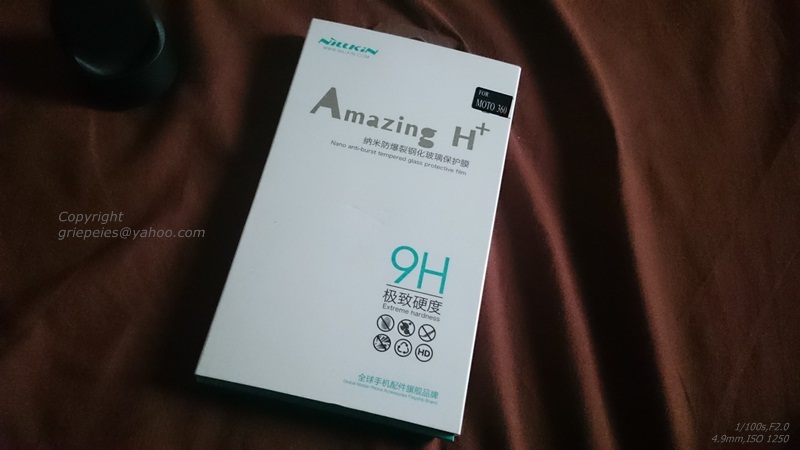 NiLLKiN
FOR
MOTO 360
Amazing H+
纳米防爆裂钢化玻璃保护膜
Nano anti-burst tempered glass protective film
Copyright
griepeies@yahoo.com
9H
极致硬度
Extreme hardness
HD
全球手机配件旗舰品牌
1/100s,F2.0
4.9mm,ISO 1250